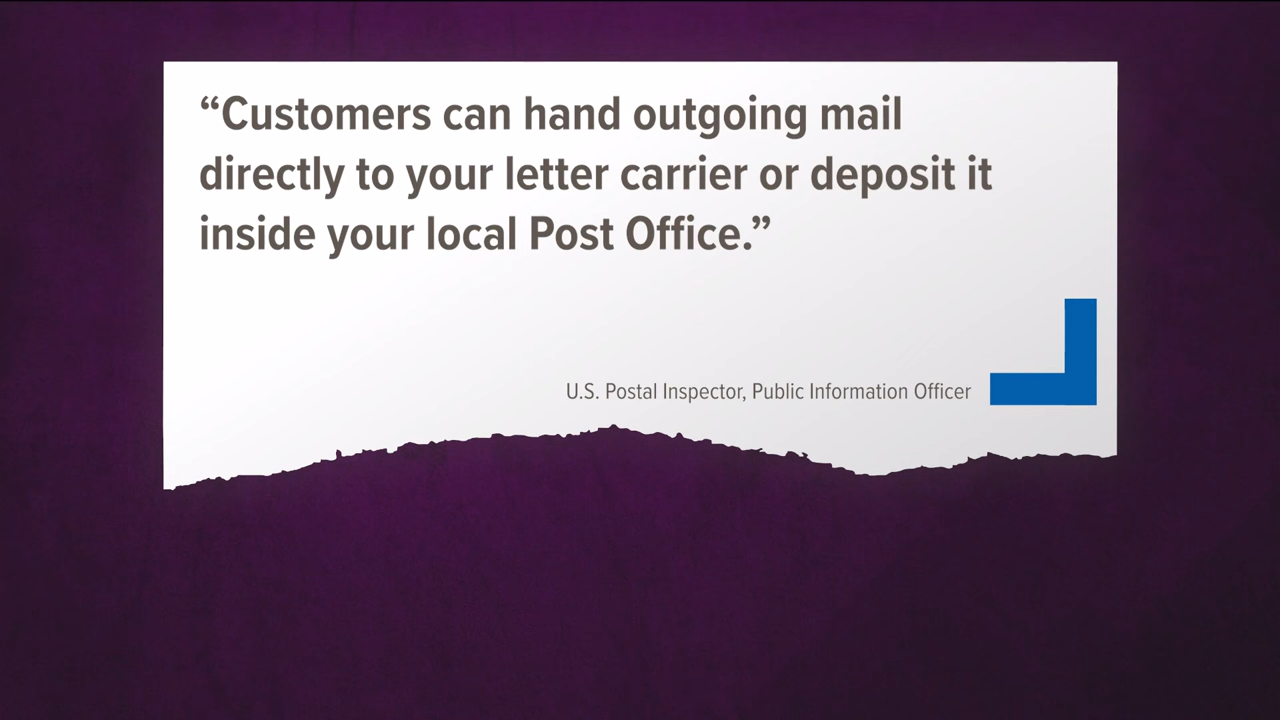 “Customers can hand outgoing mail
directly to your letter carrier or deposit it
inside your local Post Office.”
U.S. Postal Inspector, Public Information Officer